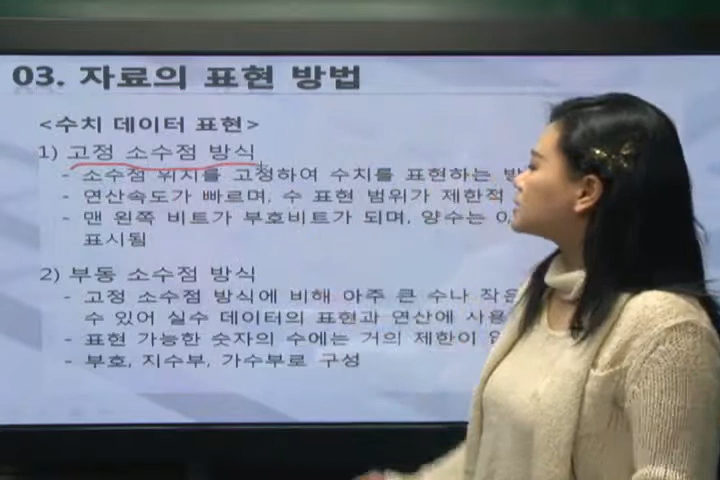 03. 자료의 표현 방법
<수치 데이터 표현>
1) 고정 소수점 방식
- 소수점 위치를 고정하여 수치를 표현하는
- 연산속도가 빠르며, 수 표현 범위가 제한적
- 맨 왼쪽 비트가 부호비트가 되며, 양수는
표시됨
2) 부동 소수점 방식
- 고정 소수점 방식에 비해 아주 큰 수나 작은
수 있어 실수 데이터의 표현과 연산에 사용
- 표현 가능한 숫자의 수에는 거의 제한이
- 부호, 지수부, 가수부로 구성